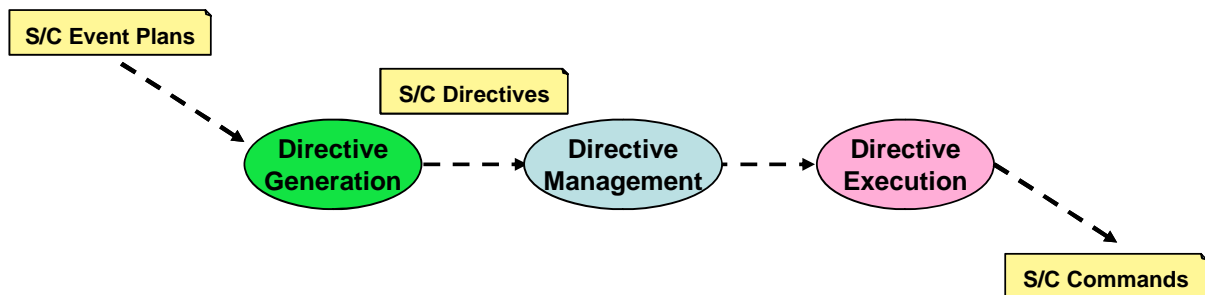 S/C Event Plans
S/C Directives
Directive
Generation
Directive
Management
Directive
Execution
S/C Commands